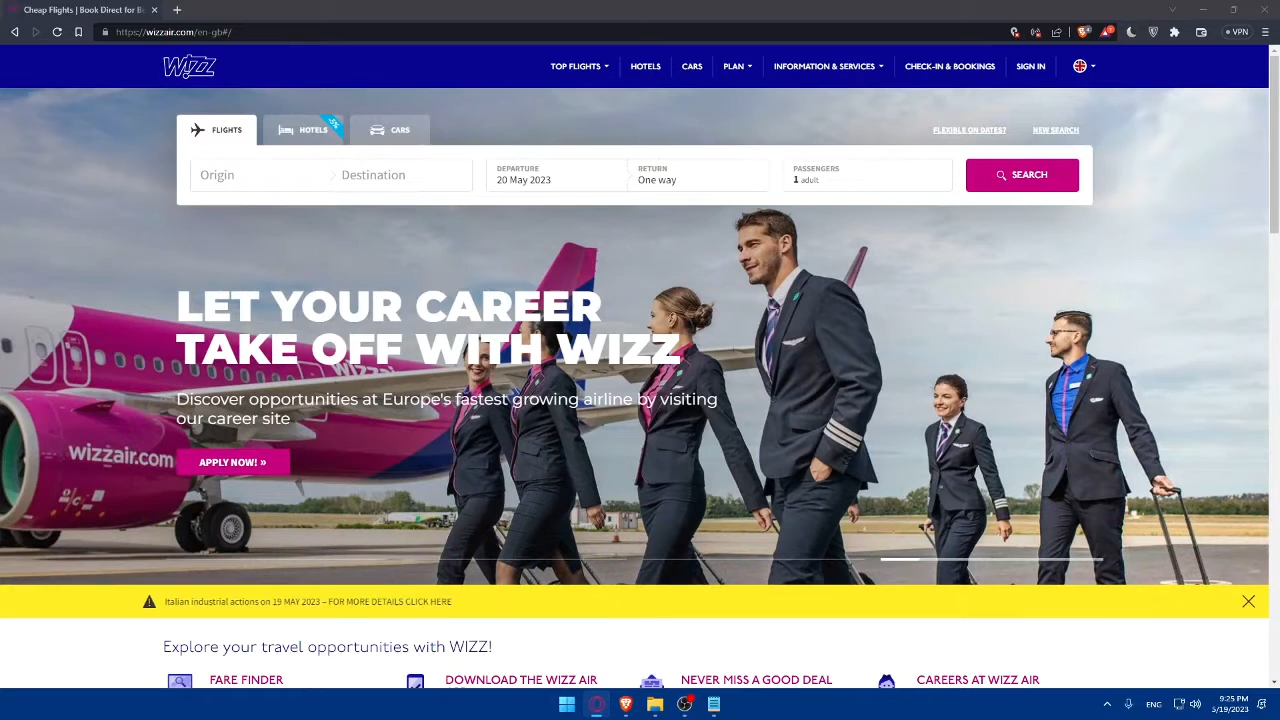 Cheap Flights | Book Direct for B
https://wizzair.com/en-gb#/
VPN
WIZZ
TOP FLIGHTS
HOTELS
CARS
PLAN
INFORMATION & SERVICES
CHECK-IN & BOOKINGS
SIGN IN
FLIGHTS
HOTELS
-5%
CARS
FLEXIBLE ON DATES?
NEW SEARCH
Origin
Destination
DEPARTURE
20 May 2023
RETURN
One way
PASSENGERS
1 adult
SEARCH
LET YOUR CAREER
TAKE OFF WITH WIZZ
Discover opportunities at Europe's fastest growing airline by visiting
our career site
APPLY NOW! »
wizzair.com
Italian industrial actions on 19 MAY 2023 – FOR MORE DETAILS CLICK HERE
Explore your travel opportunities with WIZZ!
FARE FINDER
DOWNLOAD THE WIZZ AIR
NEVER MISS A GOOD DEAL
CAREERS AT WIZZ AIR
ENG
9:25 PM
5/19/2023